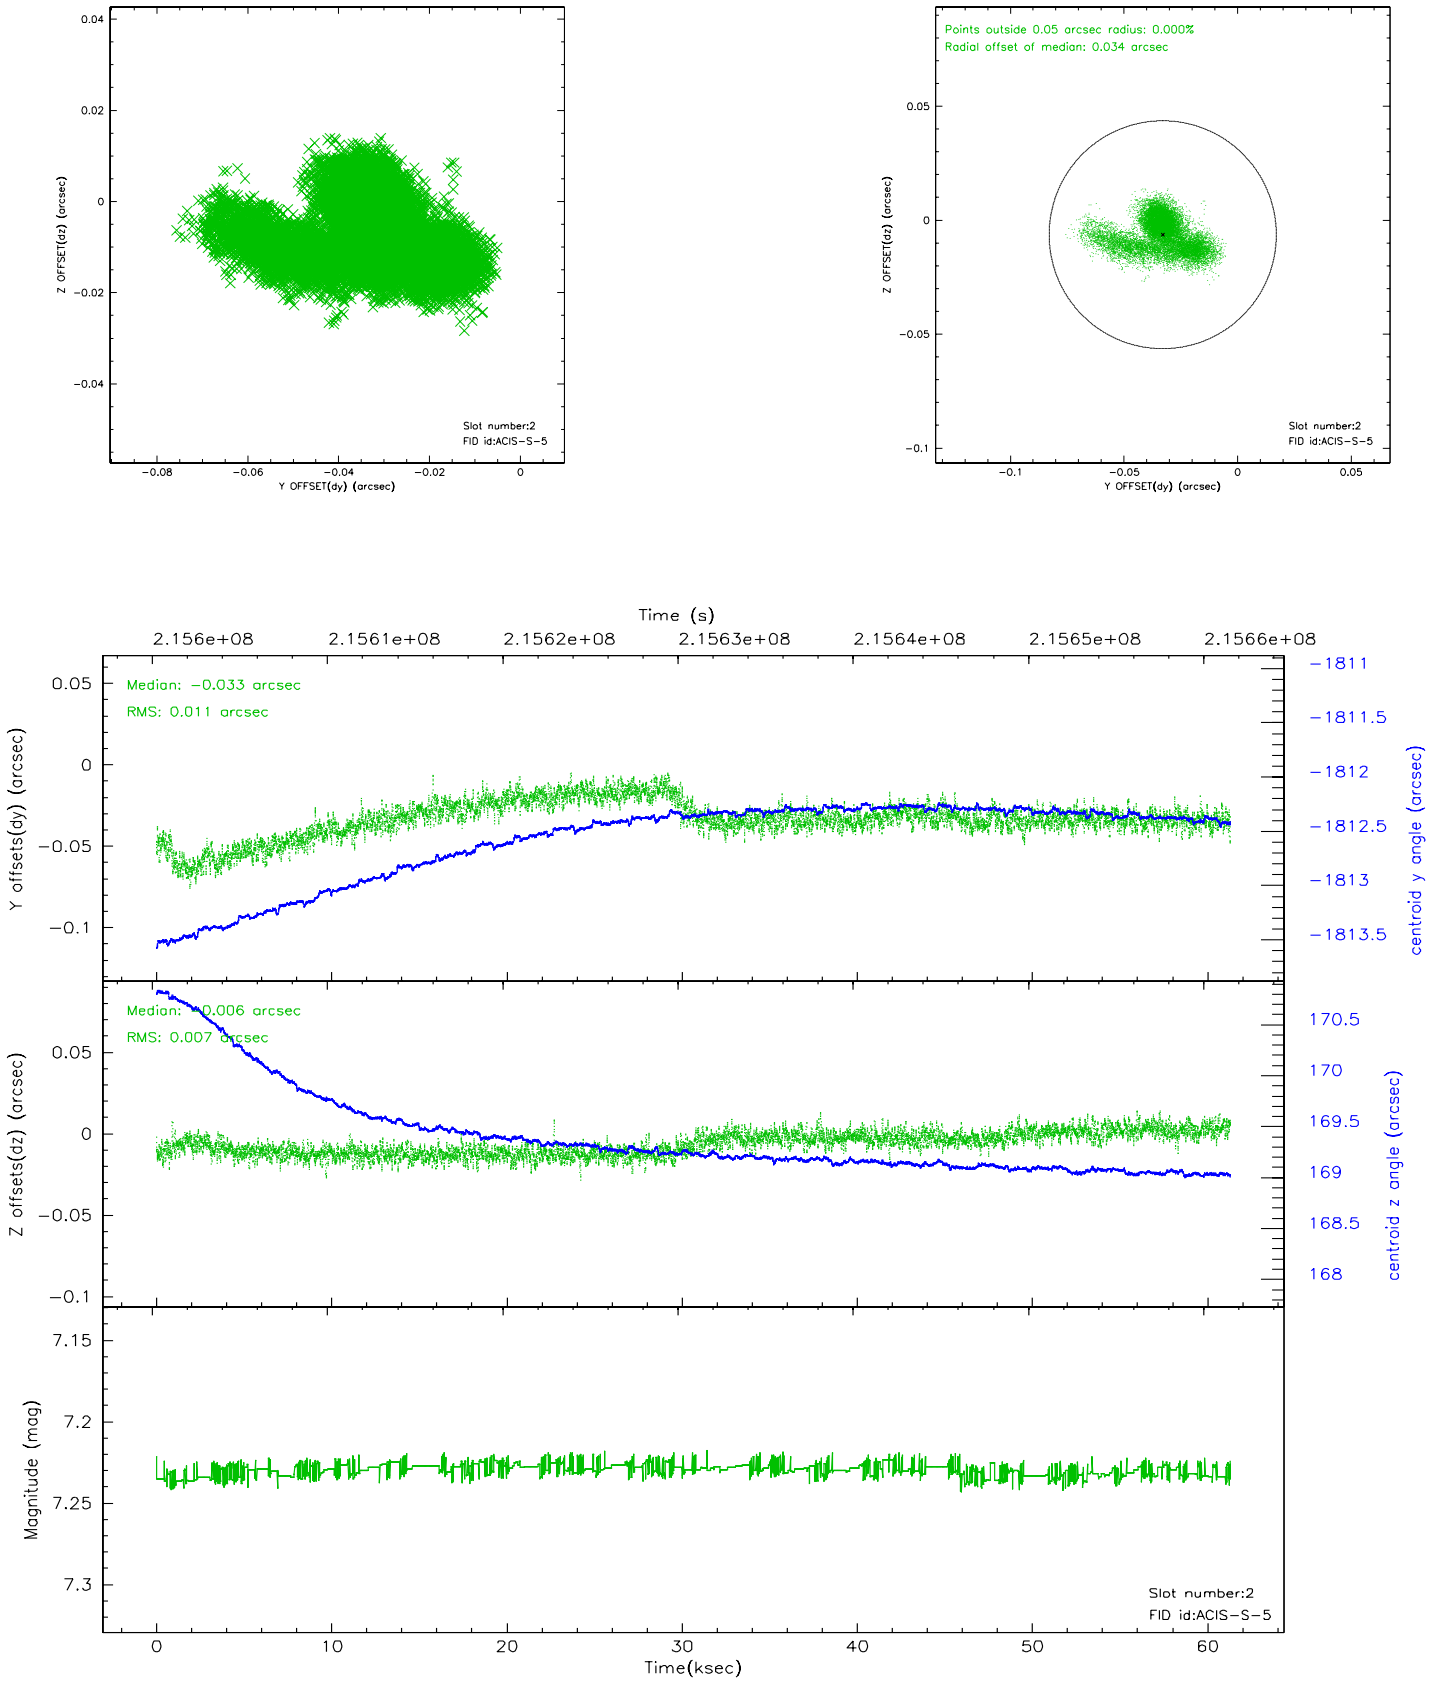 0.04
0.02
0
−0.02
−0.04
Z OFFSET(dz) (arcsec)
Slot number:2
FID id:ACIS−S−5
−0.08 −0.06 −0.04 −0.02 0
Y OFFSET(dy) (arcsec)
Points outside 0.05 arcsec radius: 0.000%
Radial offset of median: 0.034 arcsec
0.05
0
−0.05
−0.1
Z OFFSET(dz) (arcsec)
Slot number:2
FID id:ACIS−S−5
−0.1 −0.05 0 0.05
Y OFFSET(dy) (arcsec)
Time (s)
2.156e+08 2.1561e+08 2.1562e+08 2.1563e+08 2.1564e+08 2.1565e+08 2.1566e+08
Median: −0.033 arcsec
RMS: 0.011 arcsec
0.05
0
−0.05
−0.1
Y offsets(dy) (arcsec)
−1811
−1811.5
−1812
−1812.5
−1813
−1813.5
centroid y angle (arcsec)
Median: −0.006 arcsec
RMS: 0.007 arcsec
0.05
0
−0.05
−0.1
Z offsets(dz) (arcsec)
170.5
170
169.5
169
168.5
168
centroid z angle (arcsec)
7.15
7.2
7.25
7.3
Magnitude (mag)
Slot number:2
FID id:ACIS−S−5
0 10 20 30 40 50 60
Time(ksec)